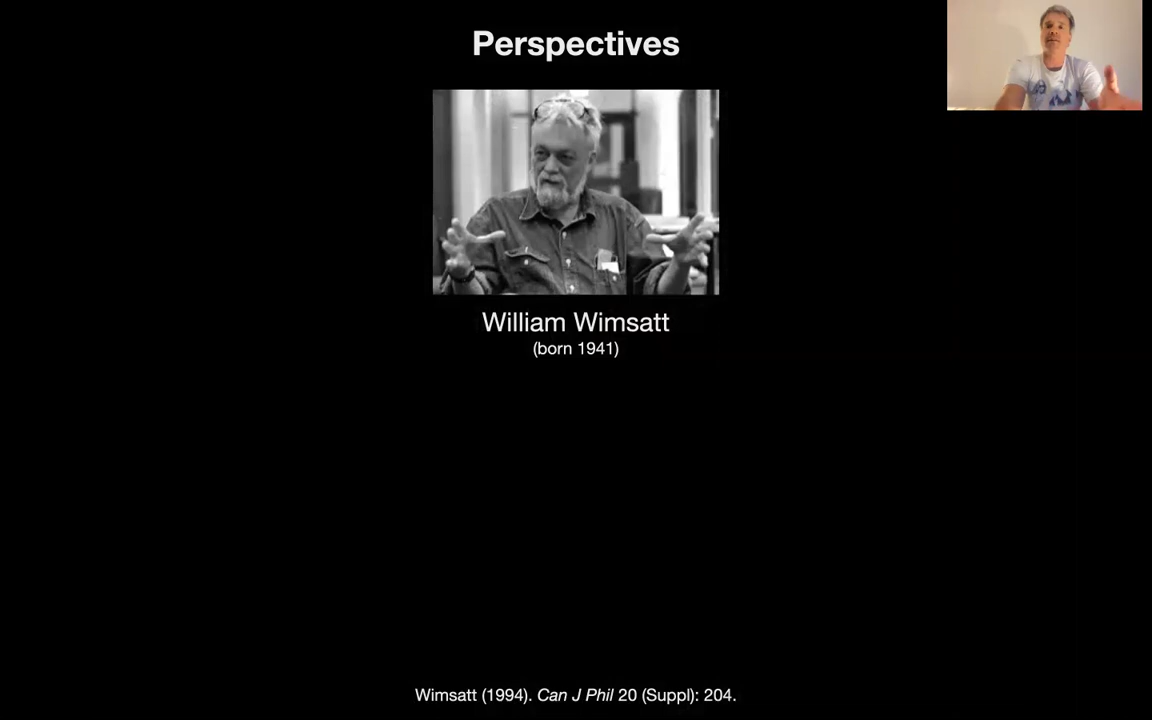 Perspectives
William Wimsatt
(born 1941)
Wimsatt (1994). Can J Phil 20 (Suppl): 204.